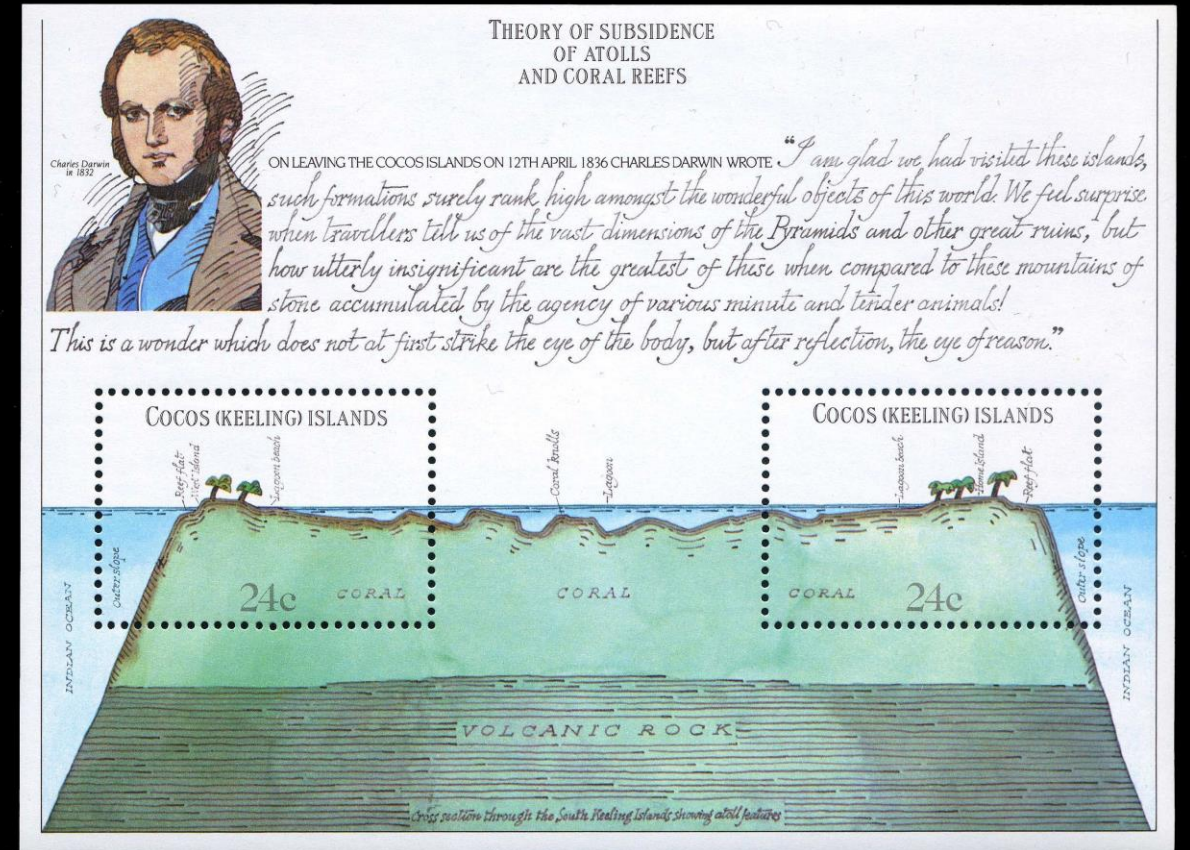 THEORY OF SUBSIDENCE
OF ATOLLS
AND CORAL REEFS
Charles Darwin
in 1832
ON LEAVING THE COCOS ISLANDS ON 12TH APRIL 1836 CHARLES DARWIN WROTE "I am glad we had visited these islands,
such formations surely rank high amongst the wonderful objects of this world. We feel surprise
when travellers tell us of the vast dimensions of the Pyramids and other great ruins, but
how utterly insignificant are the greatest of these when compared to these mountains of
stone accumulated by the agency of various minute and tender animals!
This is a wonder which does not at first strike the eye of the body, but after reflection, the eye of reason."
COCOS (KEELING) ISLANDS
COCOS (KEELING) ISLANDS
Reef flat
West island
Lagoon beach
Coral knolls
Lagoon
Lagoon beach
Home island
Reef flat
Outer slope
Outer slope
INDIAN OCEAN
INDIAN OCEAN
24c
CORAL
CORAL
CORAL
24c
VOLCANIC ROCK
Cross section through the South Keeling Islands showing atoll features